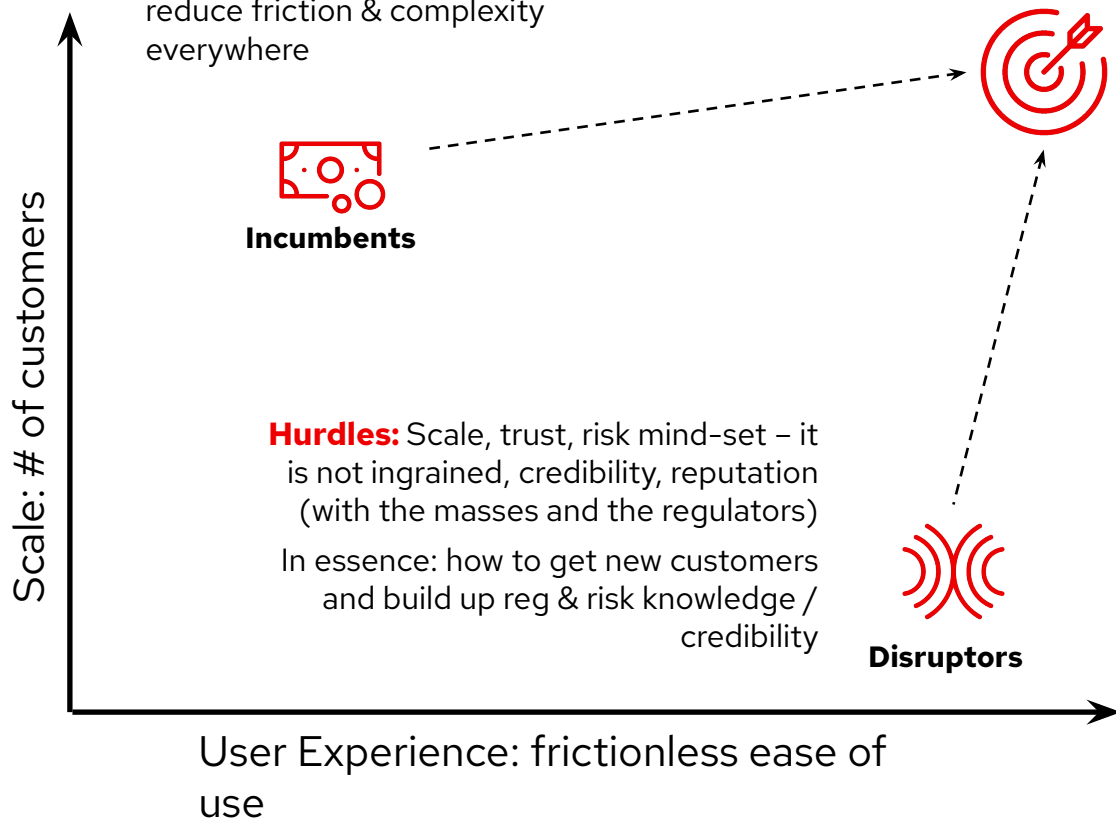 reduce friction & complexity
everywhere
Incumbents
Scale: # of customers
Hurdles: Scale, trust, risk mind-set – it
is not ingrained, credibility, reputation
(with the masses and the regulators)
In essence: how to get new customers
and build up reg & risk knowledge /
credibility
Disruptors
User Experience: frictionless ease of
use